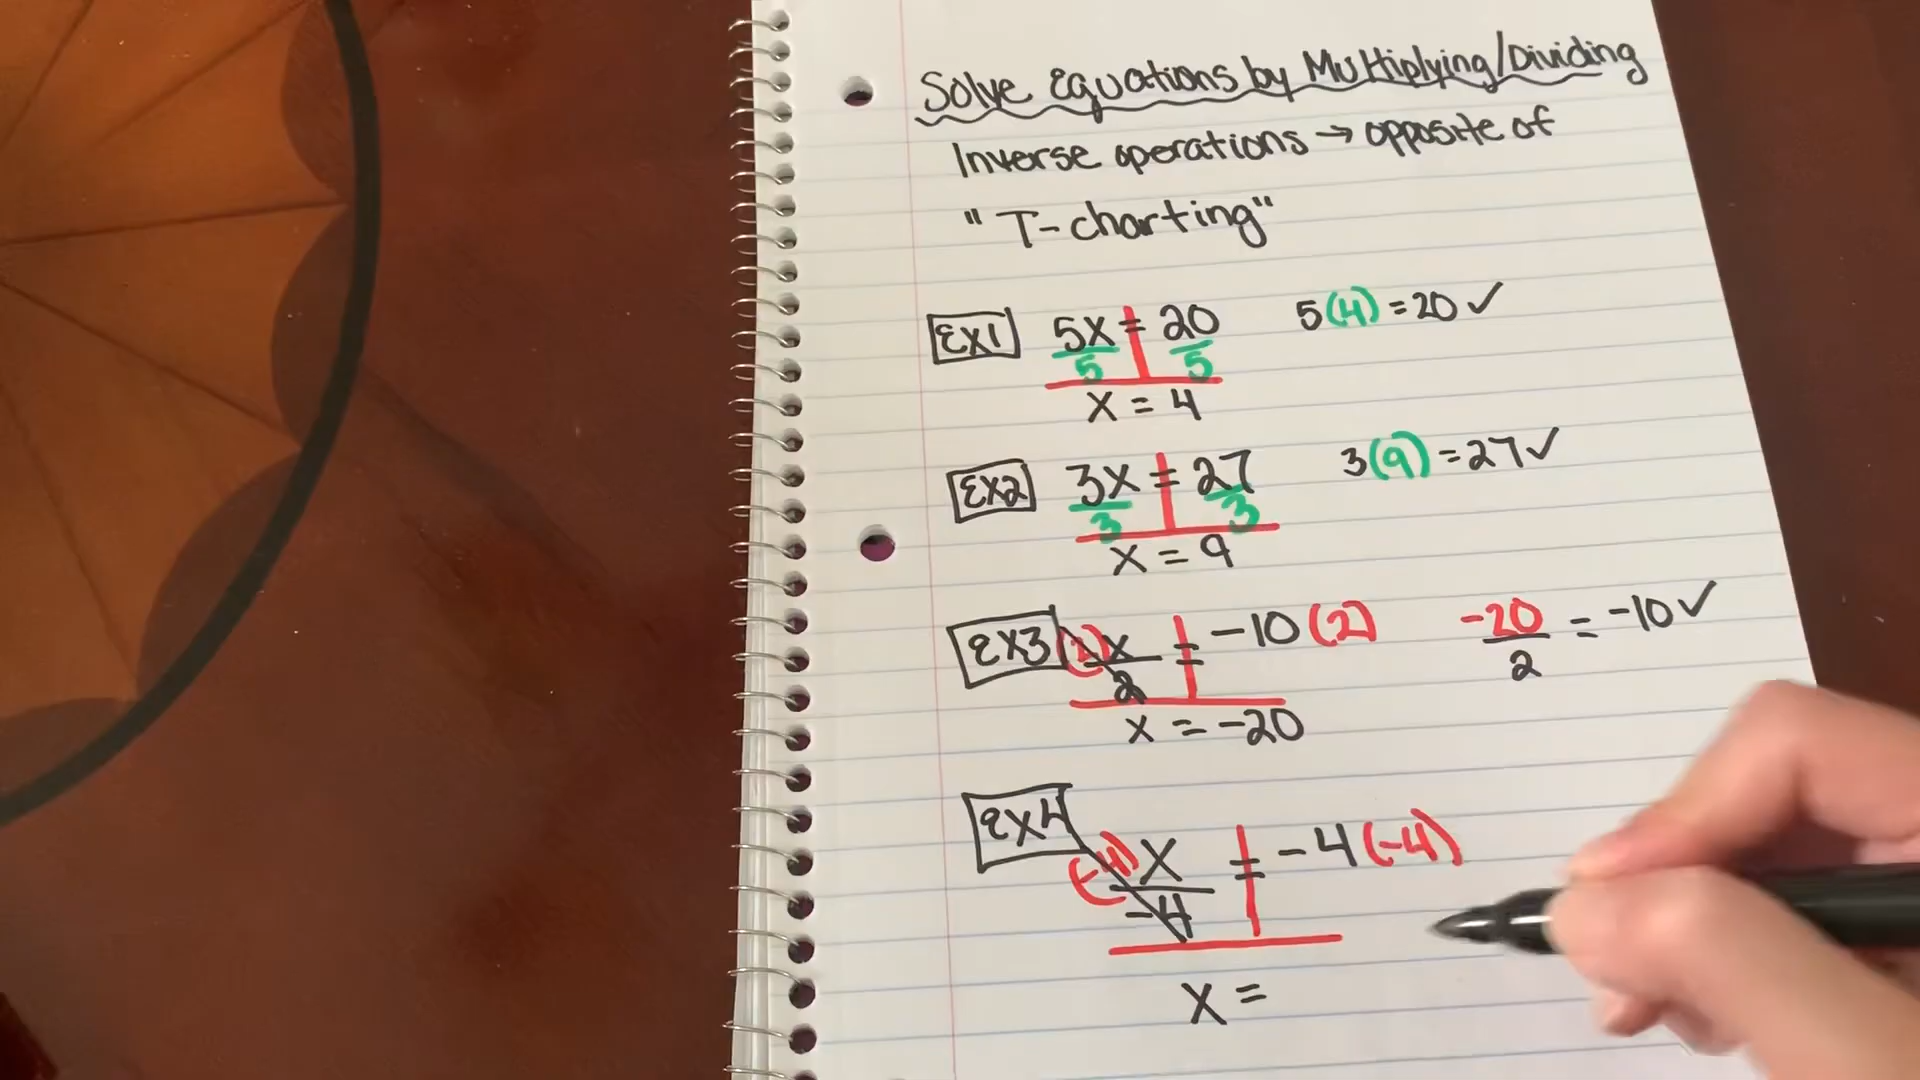 Solve Equations by Multiplying/Dividing
Inverse operations → opposite of
"T-charting"
Ex1 5x = 20 5(4) = 20 ✓
5 5
x = 4
Ex2 3x = 27 3(9) = 27 ✓
3 3
x = 9
Ex3 (2) x = -10 (2) -20 = -10 ✓
2 2
x = -20
Ex4 (-4) x = -4 (-4)
-4
x =